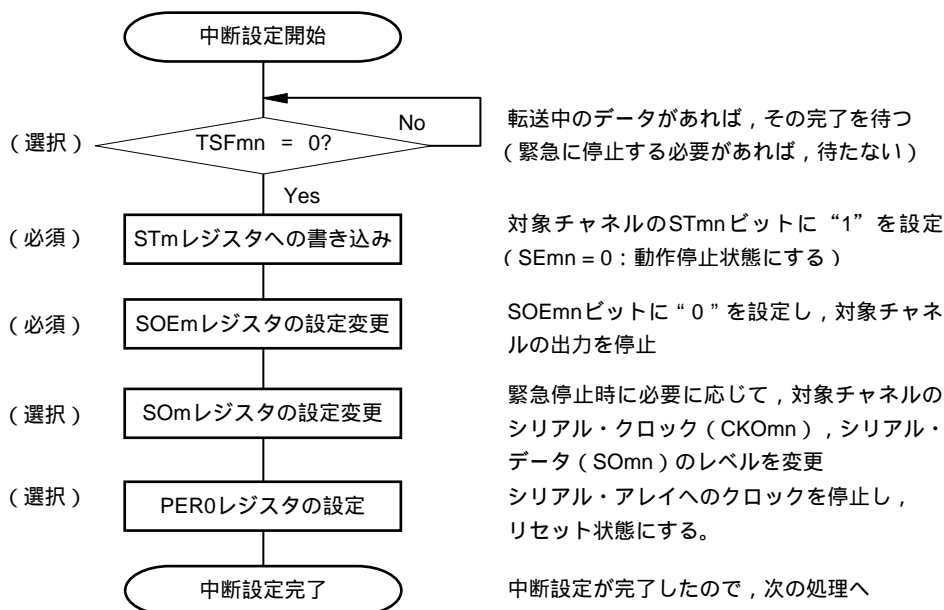 中断設定開始
No
（選択） TSFmn = 0? 転送中のデータがあれば，その完了を待つ
（緊急に停止する必要があれば，待たない）
Yes
（必須） STmレジスタへの書き込み 対象チャネルのSTmnビットに “1” を設定
（SEmn = 0：動作停止状態にする）
（必須） SOEmレジスタの設定変更 SOEmnビットに “0” を設定し，対象チャネ
ルの出力を停止
（選択） SOmレジスタの設定変更 緊急停止時に必要に応じて，対象チャネルの
シリアル・クロック（CKOmn），シリアル・
データ（SOmn）のレベルを変更
（選択） PER0レジスタの設定 シリアル・アレイへのクロックを停止し，
リセット状態にする。
中断設定完了 中断設定が完了したので，次の処理へ